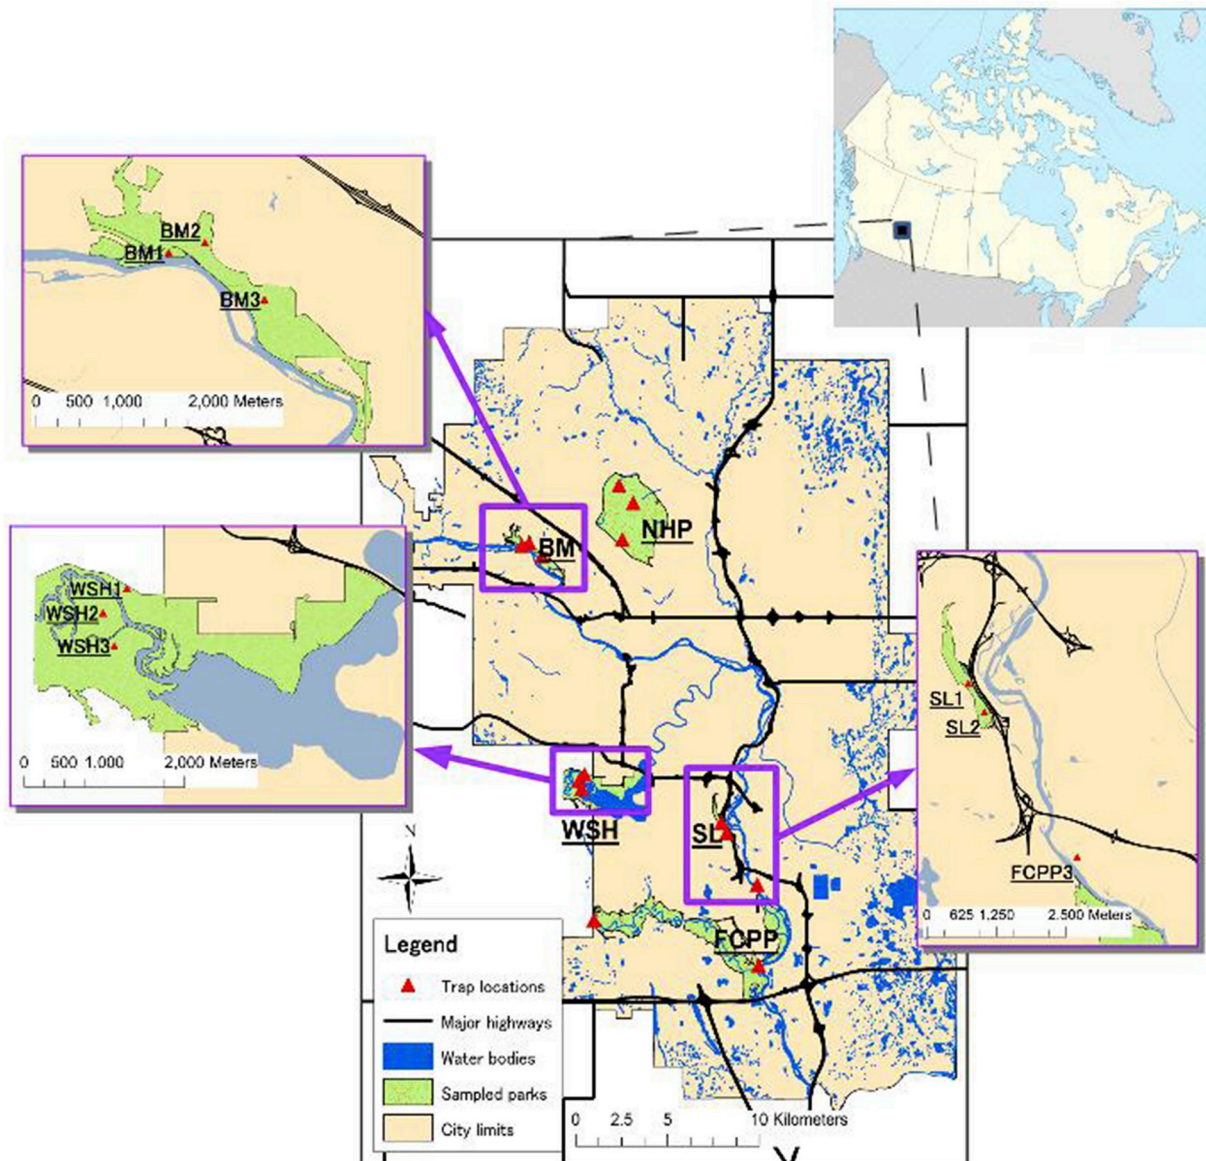 BM2
BM1
BM3
0 500 1,000 2,000 Meters
NHP
BM
WSH1
WSH2
WSH3
0 500 1,000 2,000 Meters
SL1
SL2
FCPP3
0 625 1,250 2,500 Meters
WSH
SL
FCPP
N
Legend
Trap locations
Major highways
Water bodies
Sampled parks
City limits
0 2.5 5 10 Kilometers